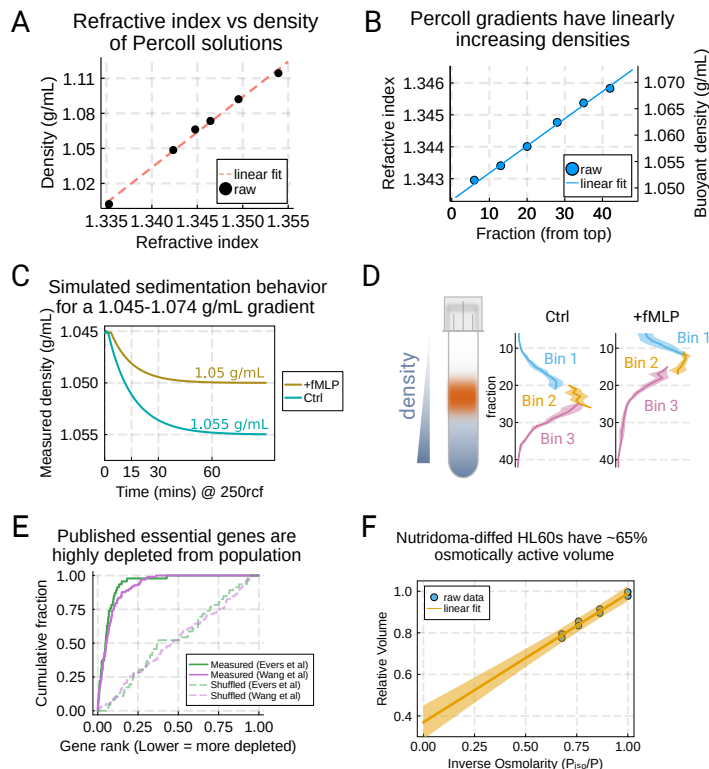 A
Refractive index vs density
of Percoll solutions
Density (g/mL)
1.11
1.08
1.05
1.02
linear fit
raw
1.335
1.340
1.345
1.350
1.355
Refractive index
B
Percoll gradients have linearly
increasing densities
Refactive index
1.346
1.345
1.344
1.343
1.070
1.065
1.060
1.055
1.050
Buoyant density (g/mL)
raw
linear fit
0
10
20
30
40
Fraction (from top)
C
Simulated sedimentation behavior
for a 1.045-1.074 g/mL gradient
Measured density (g/mL)
1.045
1.050
1.055
1.05 g/mL
1.055g/mL
+fMLP
Ctrl
0
15
30
60
Time (mins) @ 250rcf
D
density
Ctrl
+fMLP
fraction
10
20
30
40
Bin 1
Bin 2
Bin 3
10
20
30
40
Bin 1
Bin 2
Bin 3
E
Published essential genes are
highly depleted from population
Cumulative fraction
1.00
0.75
0.50
0.25
0.00
Measured (Evers et al)
Measured (Wang et al)
Shuffled (Evers et al)
Shuffled (Wang et al)
0.00
0.25
0.50
0.75
1.00
Gene rank (Lower = more depleted)
F
Nutridoma-diffed HL60s have ~65%
osmotically active volume
Relative Volume
1.0
0.8
0.6
0.4
raw data
linear fit
0.00
0.25
0.50
0.75
1.00
Inverse Osmolarity (Piso/P)